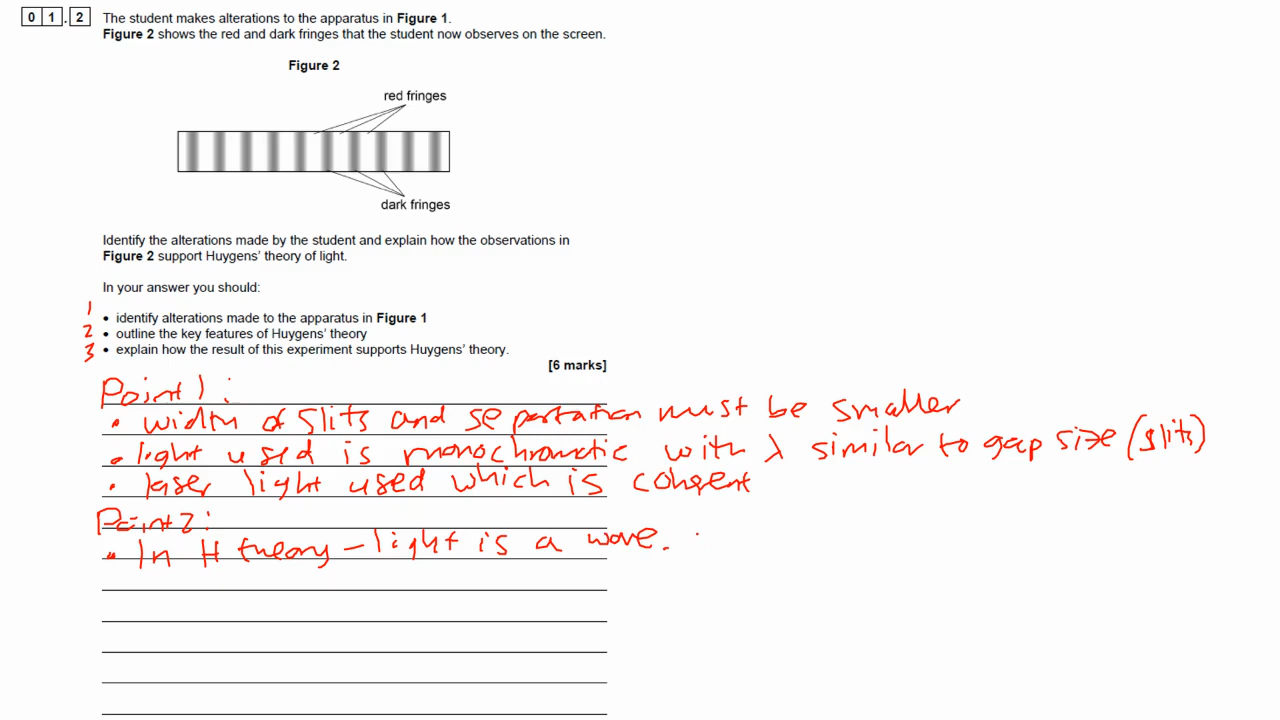 01.2 The student makes alterations to the apparatus in Figure 1.
Figure 2 shows the red and dark fringes that the student now observes on the screen.
Figure 2
red fringes
dark fringes
Identify the alterations made by the student and explain how the observations in
Figure 2 support Huygens' theory of light.
In your answer you should:
1 • identify alterations made to the apparatus in Figure 1
2 • outline the key features of Huygens' theory
3 • explain how the result of this experiment supports Huygens' theory.
[6 marks]
Point 1:
• width of slits and sepertation must be smaller
• light used is monochromatic with λ similar to gap size (slits)
• laser light used which is coherent
Point 2:
• In H theory - light is a wave.